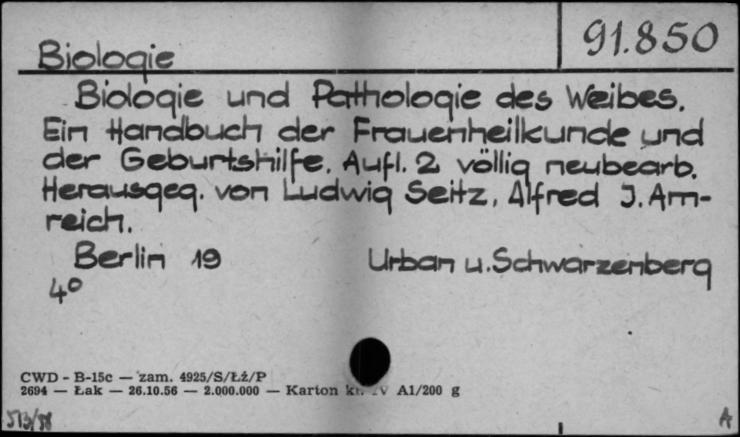 91.850
Biologie
Biologie und Pathologie des Weibes.
Ein Handbuch der Frauenheilkunde und
der Geburtshilfe. Aufl. 2 völlig neubearb.
Herausgeg. von Ludwig Seitz, Alfred J. Am-
reich.
Berlin 19 Urban u. Schwarzenberg
4°
CWD - B-15c — zam. 4925/S/Łż/P
2694 — Łak — 26.10.56 — 2.000.000 — Karton kl. IV A1/200 g
A